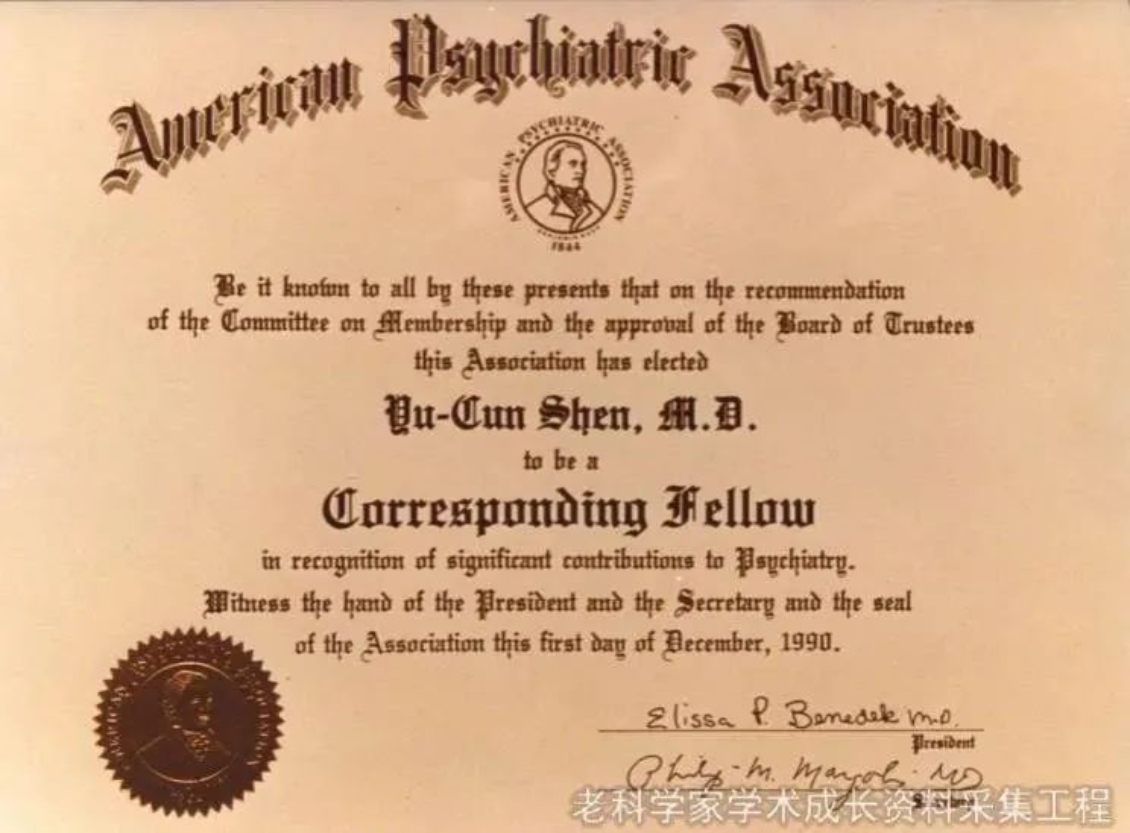 American Psychiatric Association
AMERICAN PSYCHIATRIC ASSOCIATION
1844
Be it known to all by these presents that on the recommendation
of the Committee on Membership and the approval of the Board of Trustees
this Association has elected
Yu-Cun Shen, M.D.
to be a
Corresponding Fellow
in recognition of significant contributions to Psychiatry.
Witness the hand of the President and the Secretary and the seal
of the Association this first day of December, 1990.
Elissa P. Benedek M.D.
President
Philip M. Margolis MD
老科学家学术成长资料采集工程